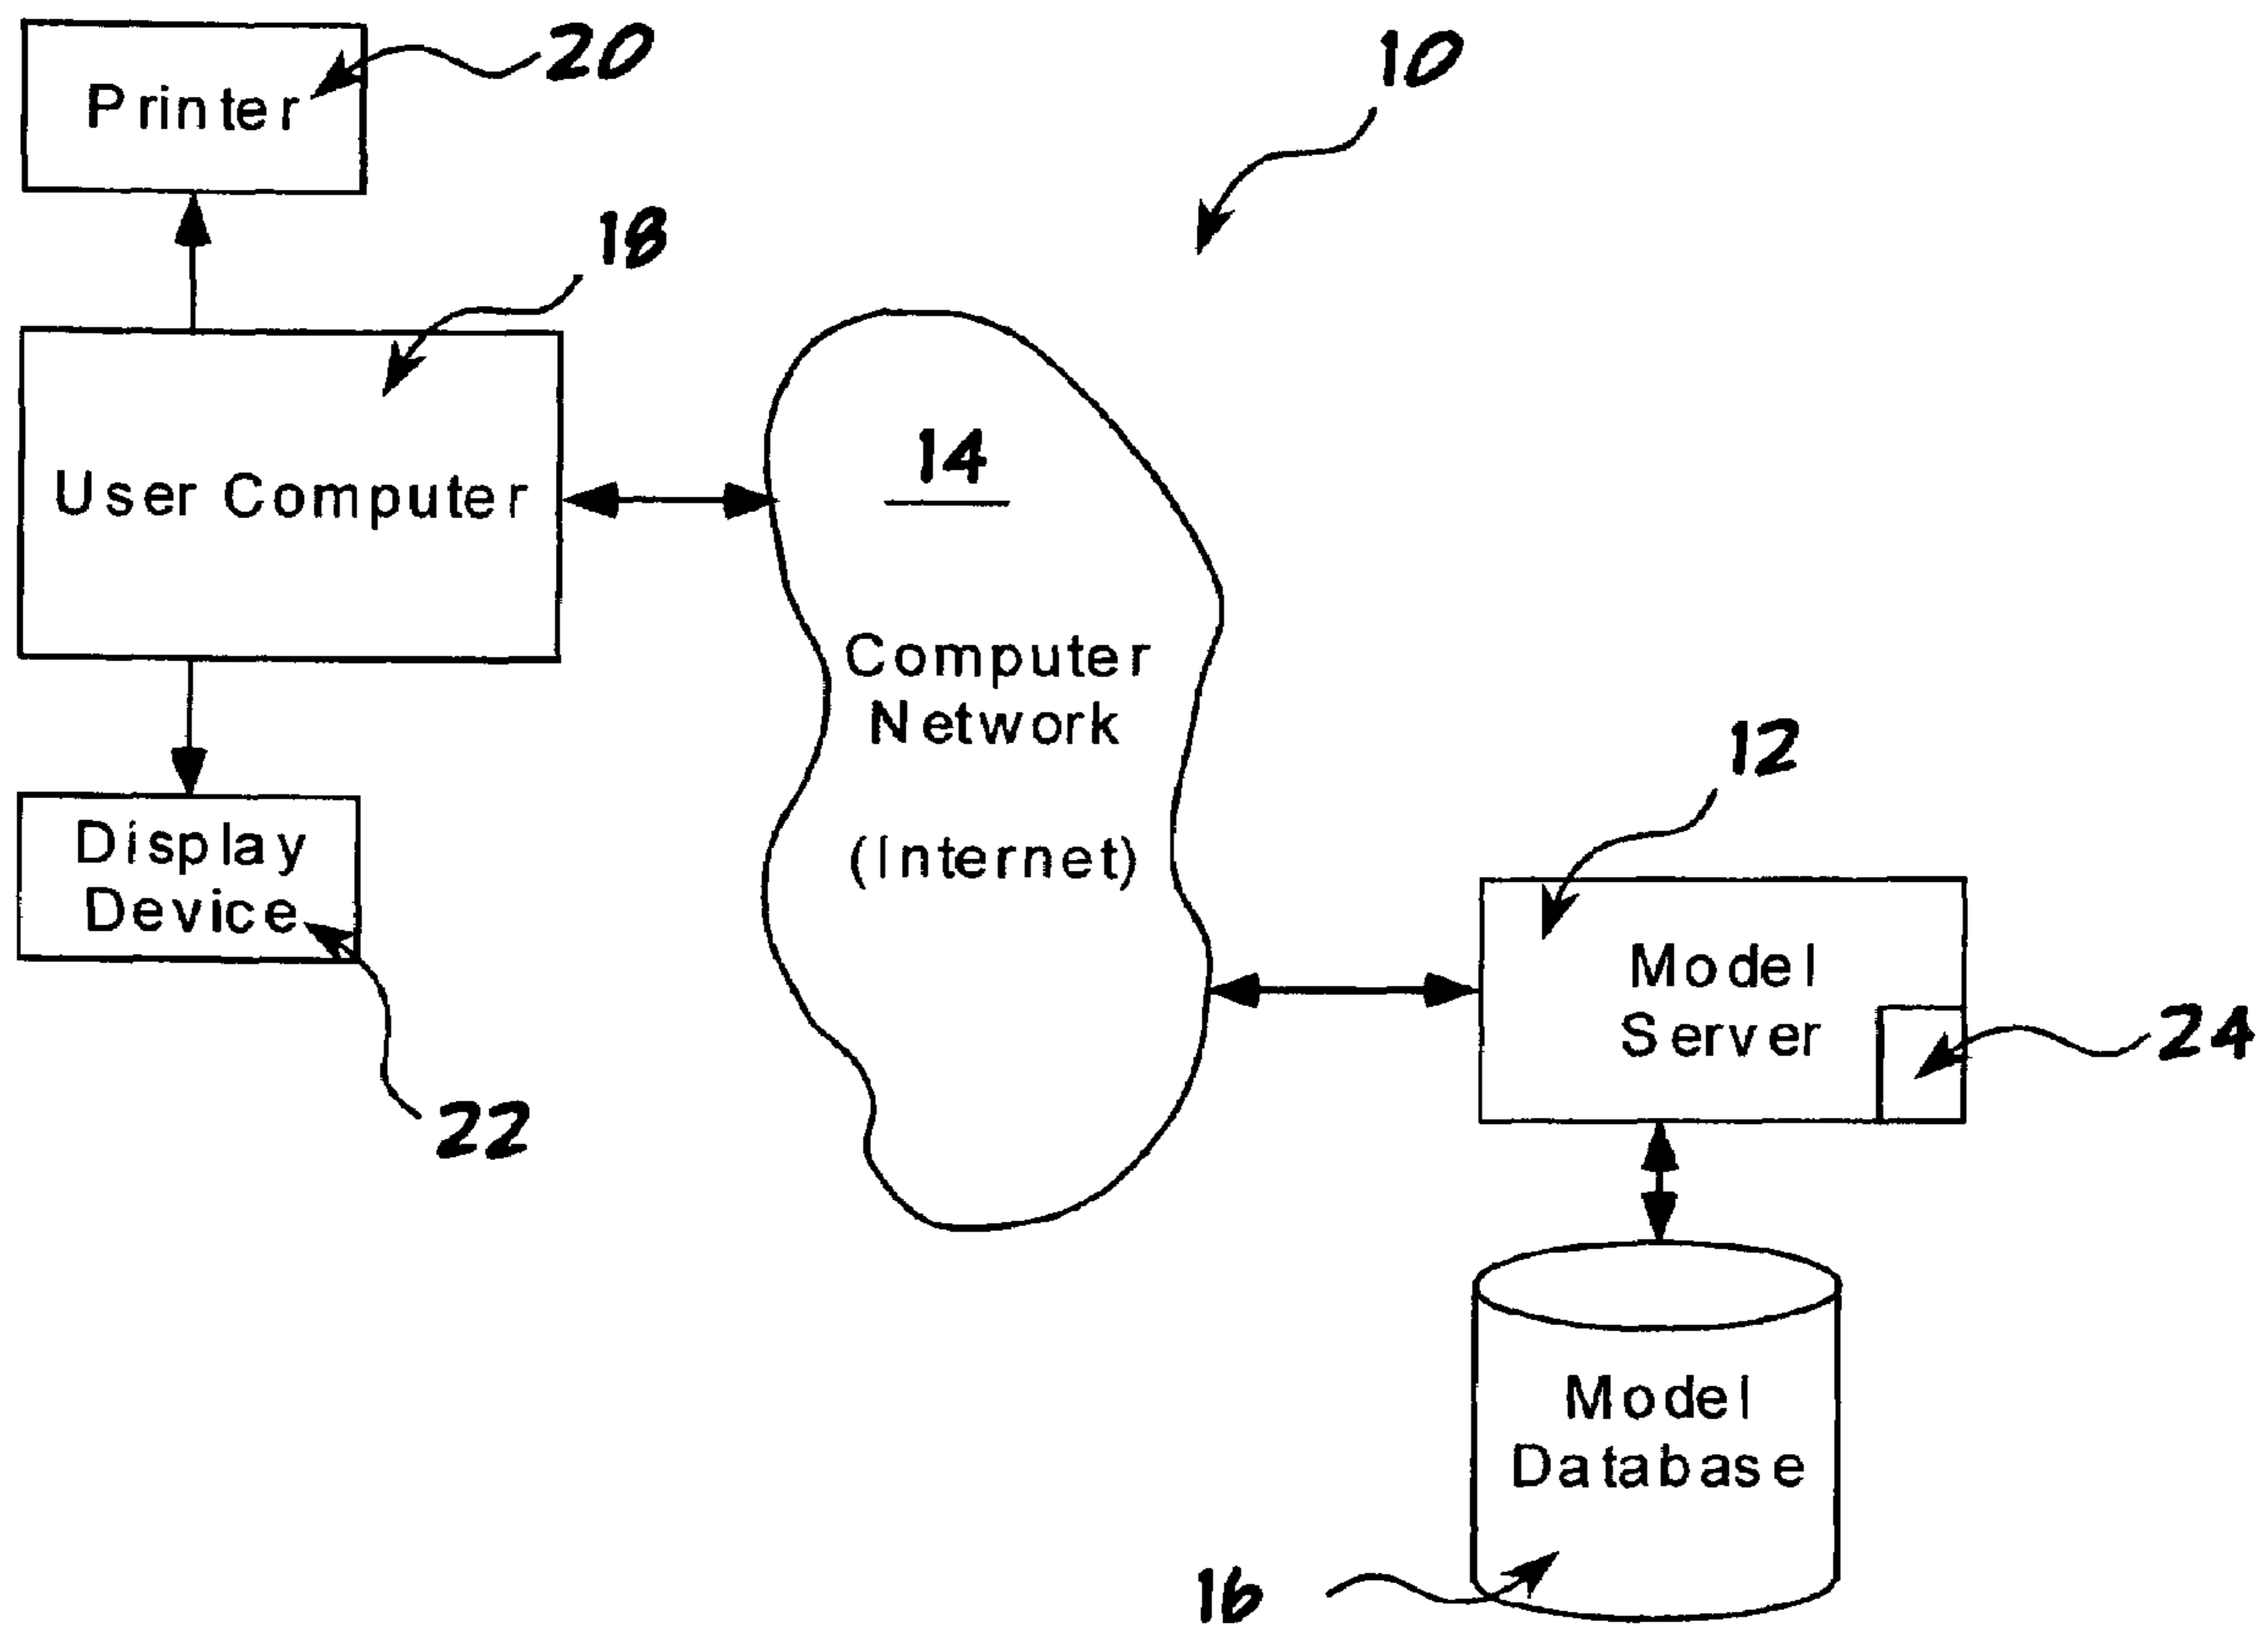 20
Printer
10
18
14
User Computer
Computer
Network
(Internet)
12
Display
Device
Model
Server
24
22
Model
Database
16